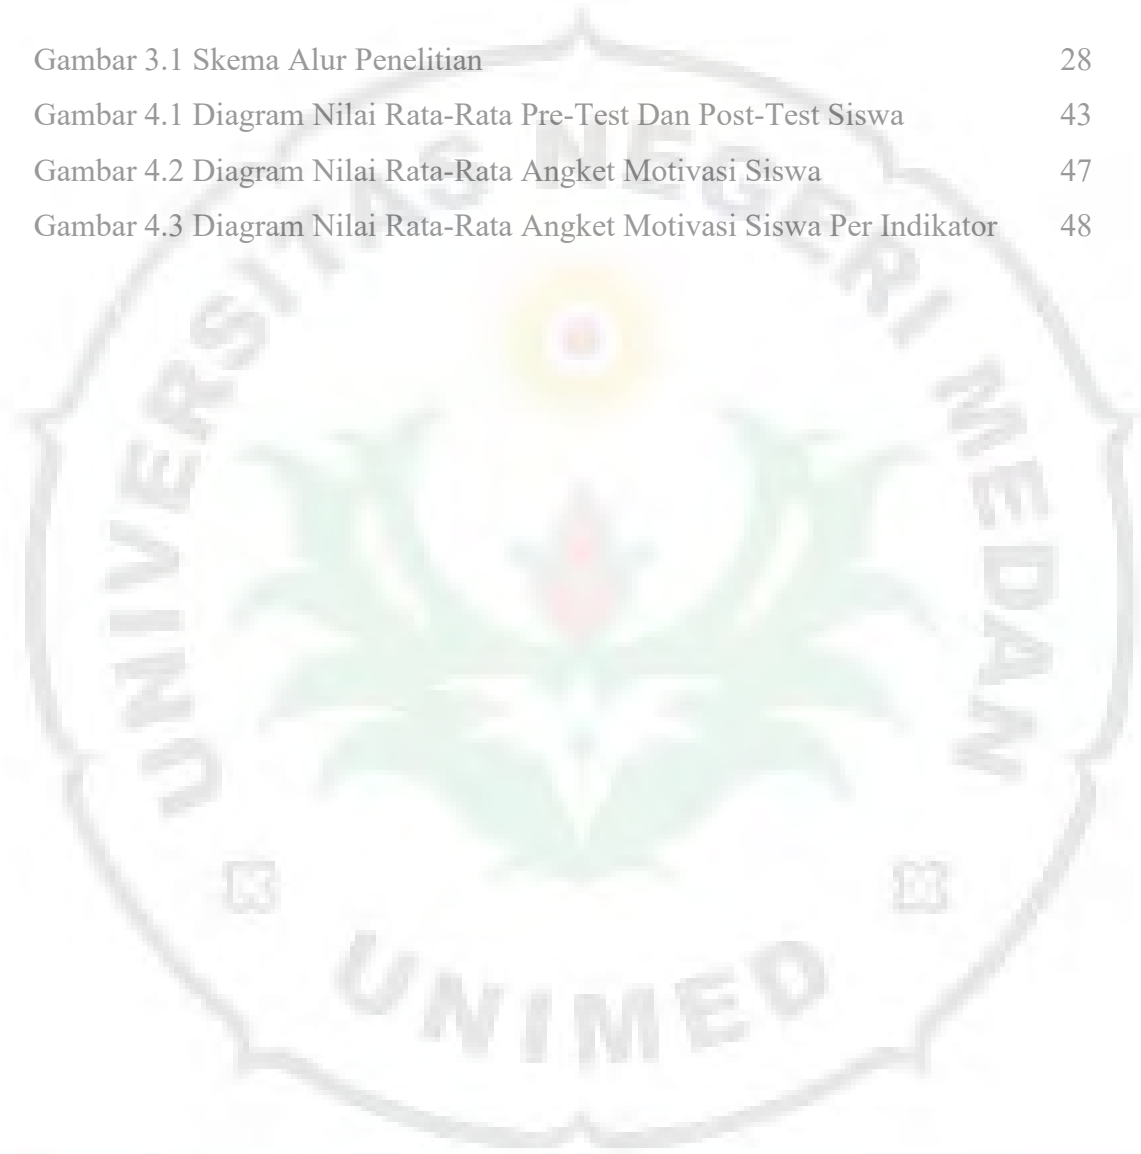 Gambar 3.1 Skema Alur Penelitian 28
Gambar 4.1 Diagram Nilai Rata-Rata Pre-Test Dan Post-Test Siswa 43
Gambar 4.2 Diagram Nilai Rata-Rata Angket Motivasi Siswa 47
Gambar 4.3 Diagram Nilai Rata-Rata Angket Motivasi Siswa Per Indikator 48
UNIVERSITAS NEGERI MEDAN
UNIMED